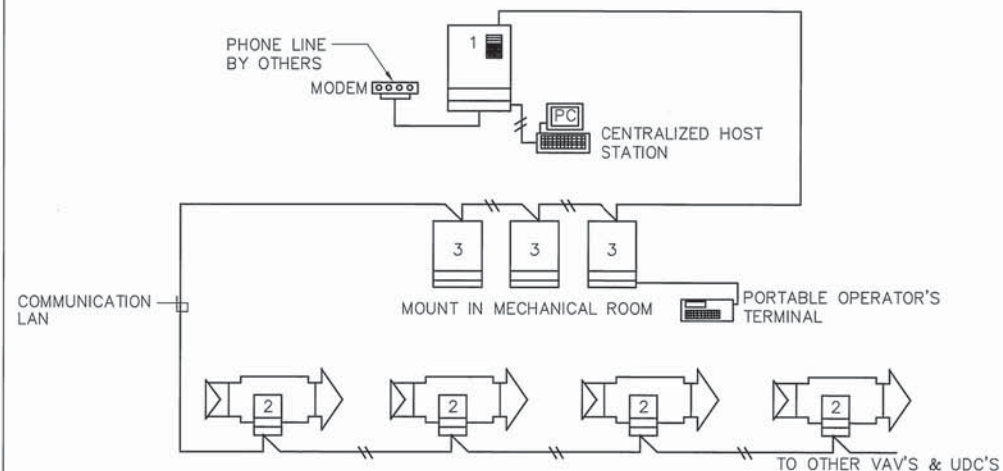 PHONE LINE
BY OTHERS
MODEM
1
PC
CENTRALIZED HOST
STATION
3
3
3
MOUNT IN MECHANICAL ROOM
PORTABLE OPERATOR'S
TERMINAL
COMMUNICATION
LAN
2
2
2
2
TO OTHER VAV'S & UDC'S